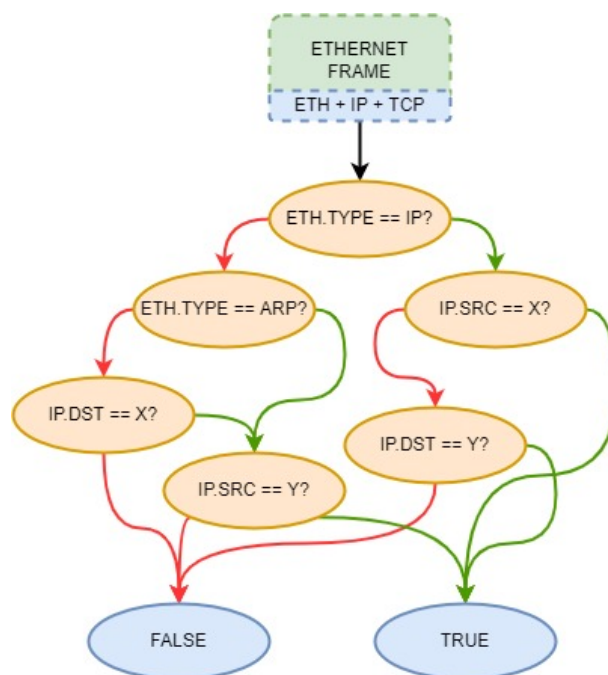 ETHERNET
FRAME
ETH + IP + TCP
ETH.TYPE == IP?
ETH.TYPE == ARP?
IP.SRC == X?
IP.DST == X?
IP.DST == Y?
IP.SRC == Y?
FALSE
TRUE